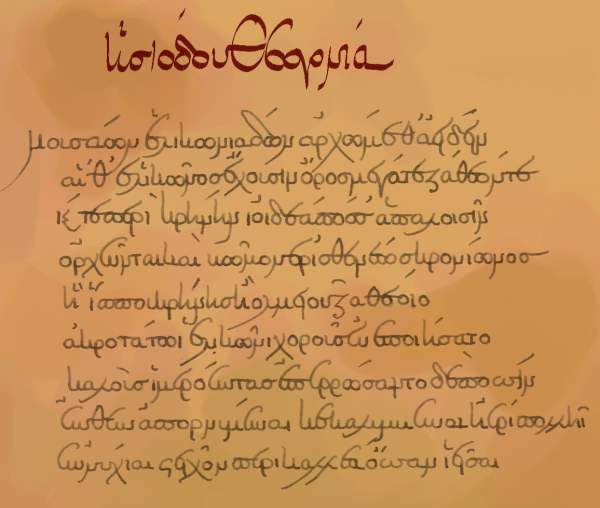 ἡσιόδου θεογονία
μουσάων ἑλικωνιάδων ἀρχώμεθ᾽ ἀείδειν
αἵ θ᾽ ἑλικῶνος ἔχουσιν ὄρος μέγα τε ζάθεόν τε
καί τε περὶ κρήνην ἰοειδέα πόσσ᾽ ἁπαλοῖσιν
ὀρχεῦνται καὶ βωμὸν ἐρισθενέος κρονίωνος
ἢ ἵππου κρήνης ἢ ὀλμειοῦ ζαθέοιο
ἀκροτάτῳ ἑλικῶνι χοροὺς ἐνεποιήσαντο
καλοὺς ἱμερόεντας ἐπερρώσαντο δὲ ποσσίν
ἔνθεν ἀπορνύμεναι κεκαλυμμέναι ἠέρι πολλῇ
ἐννύχιαι στεῖχον περικαλλέα ὄσσαν ἱεῖσαι